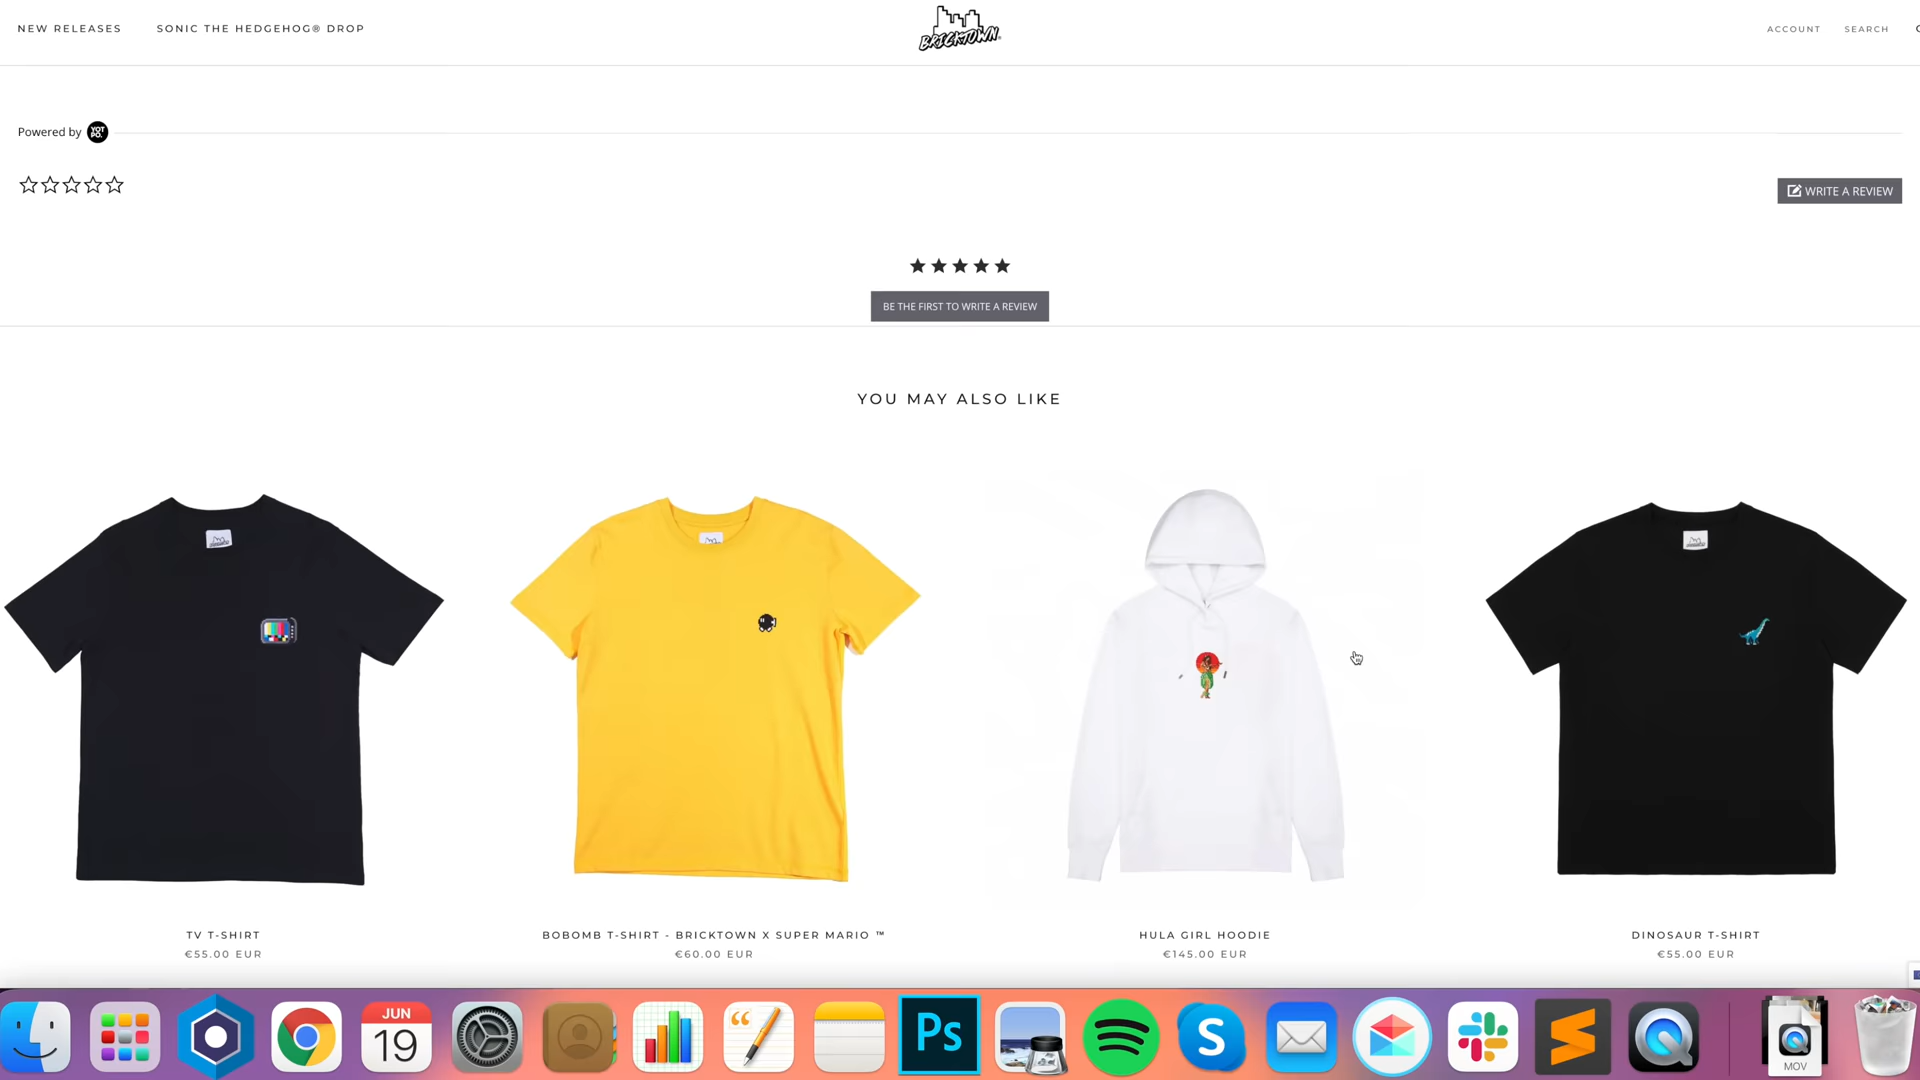 NEW RELEASES SONIC THE HEDGEHOG® DROP
BRICKTOWN
ACCOUNT SEARCH
Powered by YOTPO.
WRITE A REVIEW
BE THE FIRST TO WRITE A REVIEW
YOU MAY ALSO LIKE
TV T-SHIRT
€55.00 EUR
BOBOMB T-SHIRT - BRICKTOWN X SUPER MARIO ™
€60.00 EUR
HULA GIRL HOODIE
€145.00 EUR
DINOSAUR T-SHIRT
€55.00 EUR
JUN
19
Ps
MOV